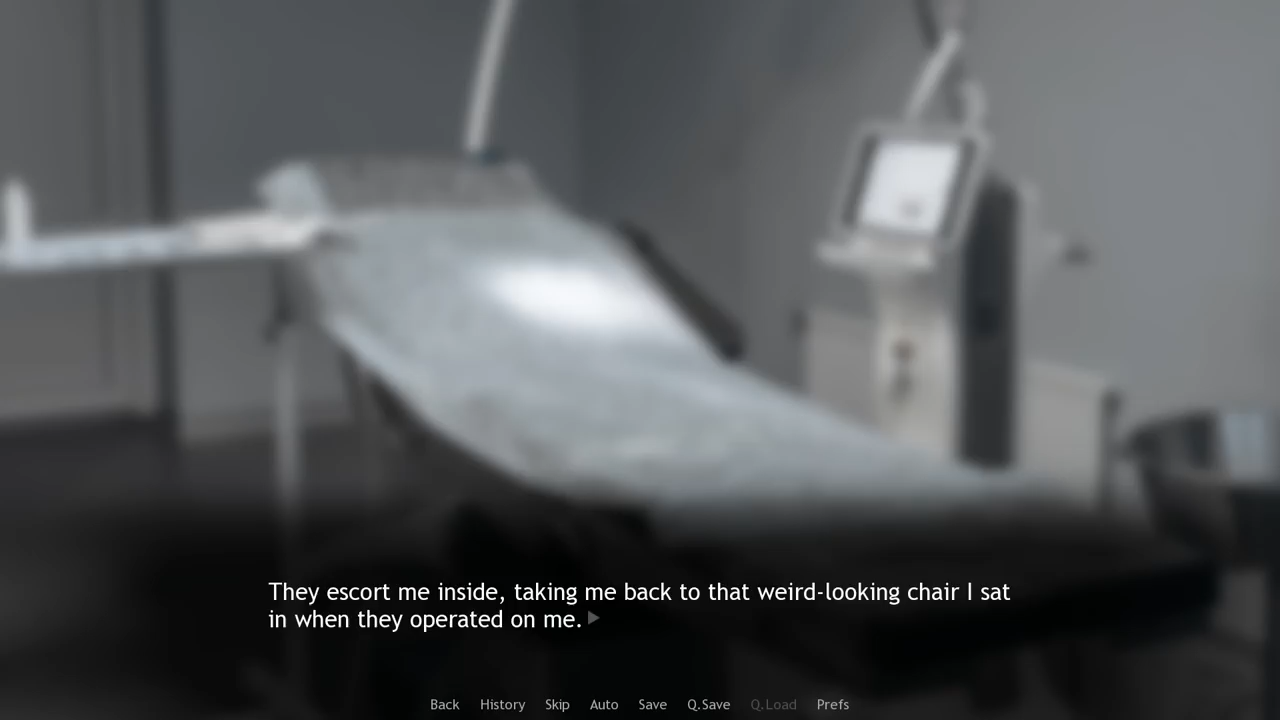 They escort me inside, taking me back to that weird-looking chair I sat
in when they operated on me.
Back History Skip Auto Save Q.Save Q.Load Prefs